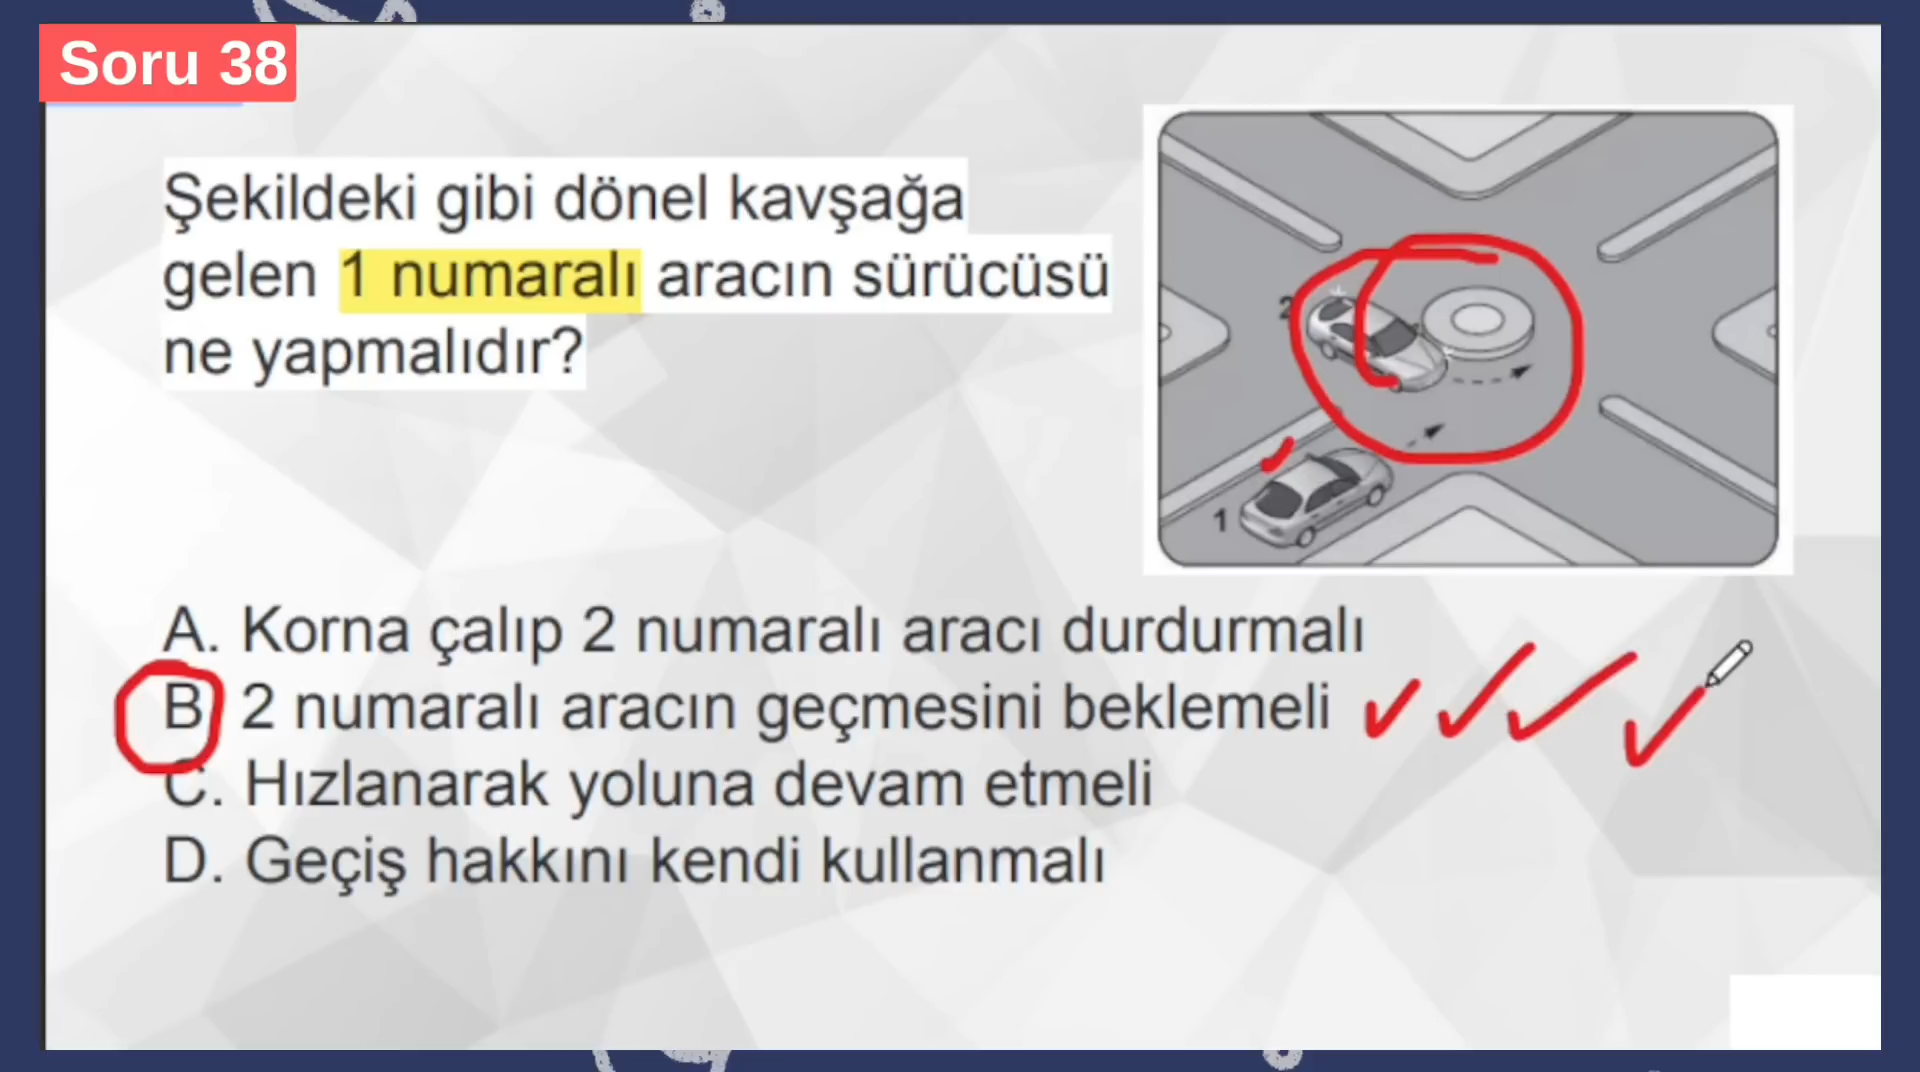 Soru 38
Şekildeki gibi dönel kavşağa
gelen 1 numaralı aracın sürücüsü
ne yapmalıdır?
2
1
A. Korna çalıp 2 numaralı aracı durdurmalı
B 2 numaralı aracın geçmesini beklemeli
C. Hızlanarak yoluna devam etmeli
D. Geçiş hakkını kendi kullanmalı